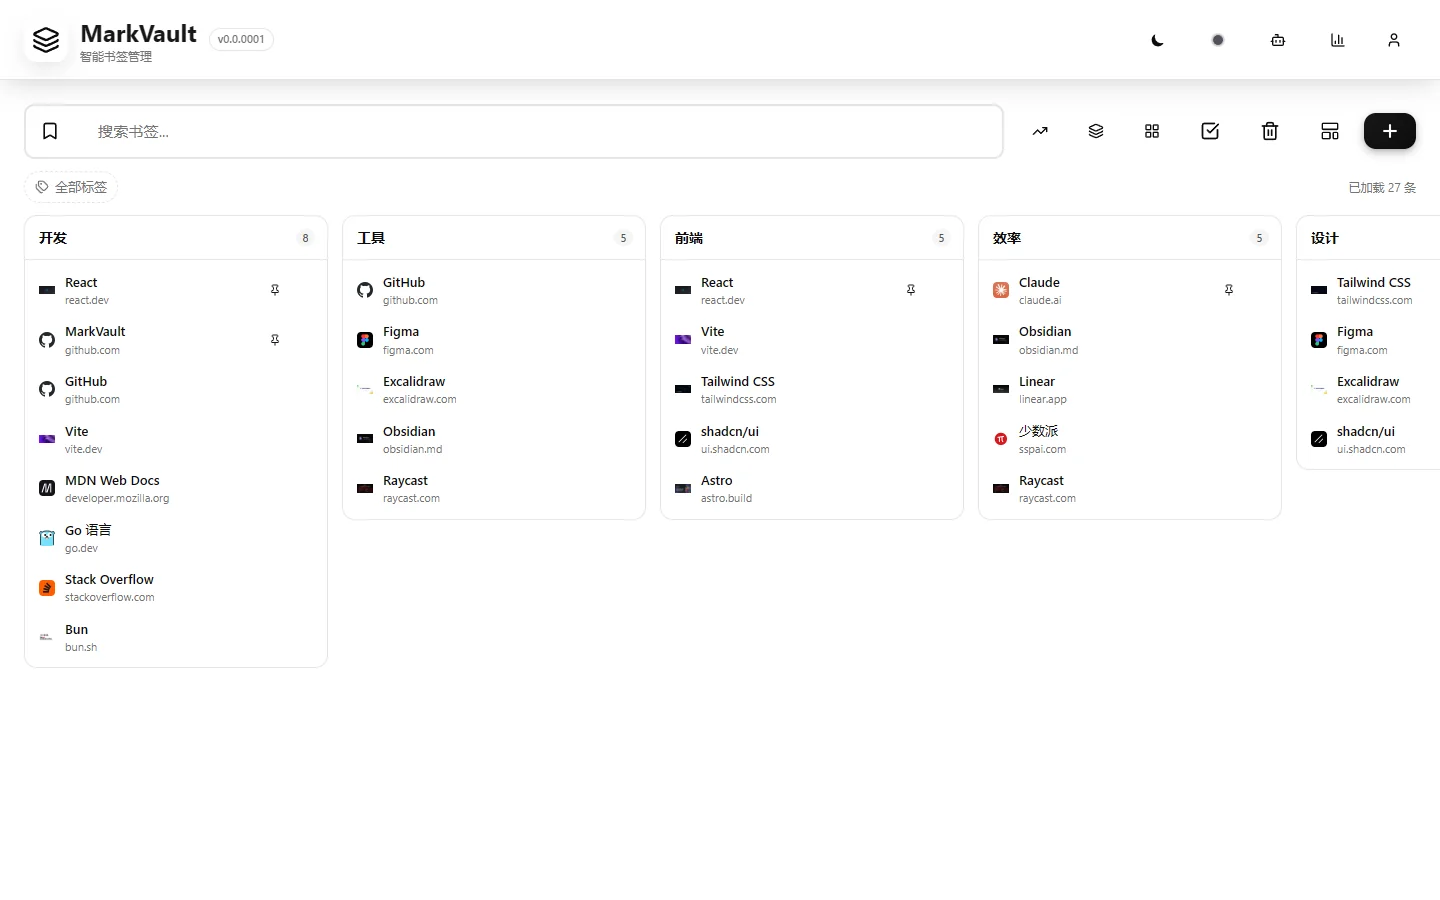 MarkVault
v0.0.0001
智能书签管理
搜索书签...
全部标签
已加载 27 条
开发
8
React
react.dev
MarkVault
github.com
GitHub
github.com
Vite
vite.dev
MDN Web Docs
developer.mozilla.org
Go 语言
go.dev
Stack Overflow
stackoverflow.com
Bun
bun.sh
工具
5
GitHub
github.com
Figma
figma.com
Excalidraw
excalidraw.com
Obsidian
obsidian.md
Raycast
raycast.com
前端
5
React
react.dev
Vite
vite.dev
Tailwind CSS
tailwindcss.com
shadcn/ui
ui.shadcn.com
Astro
astro.build
效率
5
Claude
claude.ai
Obsidian
obsidian.md
Linear
linear.app
少数派
sspai.com
Raycast
raycast.com
设计
Tailwind CSS
tailwindcss.com
Figma
figma.com
Excalidraw
excalidraw.com
shadcn/ui
ui.shadcn.com